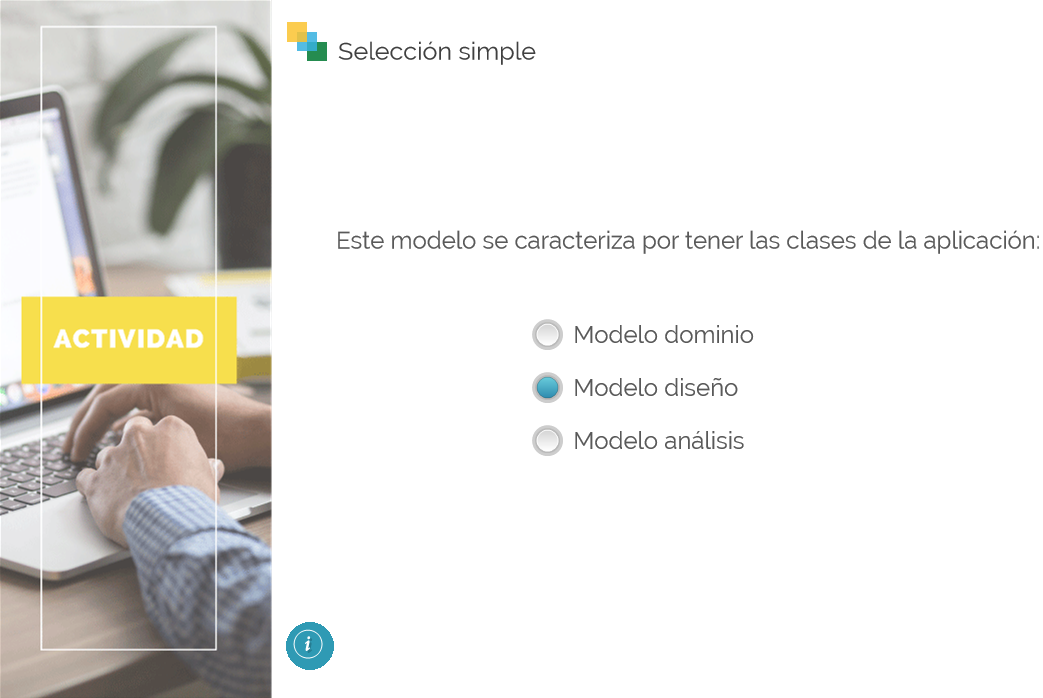 Selección simple
Este modelo se caracteriza por tener las clases de la aplicación:
ACTIVIDAD
Modelo dominio
Modelo diseño
Modelo análisis
i